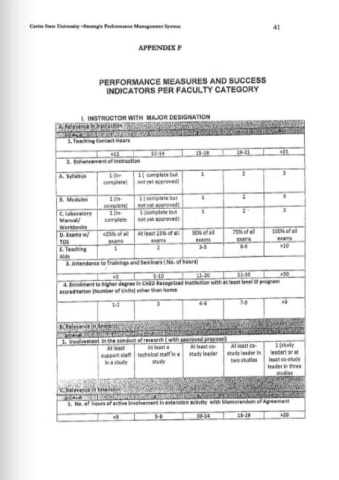 Cavite State University –Strategic Performance Management System 41
APPENDIX F
PERFORMANCE MEASURES AND SUCCESS
INDICATORS PER FACULTY CATEGORY
I. INSTRUCTOR WITH MAJOR DESIGNATION
A. Relevance in Instruction
1. Teaching Contact Hours
<12 12-14 15-18 19-21 >21
2. Enhancement of Instruction
A. Syllabus 1 (in- 1 ( complete but 1 2 3
complete) not yet approved)
B. Modules 1 (in- 1 ( complete but 1 2 3
complete) not yet approved)
C. Laboratory 1 (in- 1 (complete but 1 2 3
Manual/ complete not yet approved)
Workbooks
D. Exams w/ <25% of all At least 25% of all 50% of all 75% of all 100% of all
TOS exams exams exams exams exams
E. Teaching 1 2 3-5 >10
Aids
3. Attendance to Trainings and Seminars ( No. of hours)
<5 5-10 11-20 21-30 >30
4. Enrolment to higher degree in CHED Recognized Institution with at least level III program
accreditation (Number of Units) other than home
1-2 3 4-6 7-9 >9
B. Relevance in Research
1. Involvement in the conduct of research ( with approved proposal)
At least At least a At least co- At least co- 1 (study
support staff technical staff in a study leader study leader in leader) or at
in a study study two studies least co-study
leader in three
studies
C. Relevance in Extension
1. No. of hours of active involvement in extension activity with Memorandum of Agreement
<5 5-9 10-14 15-19 >20